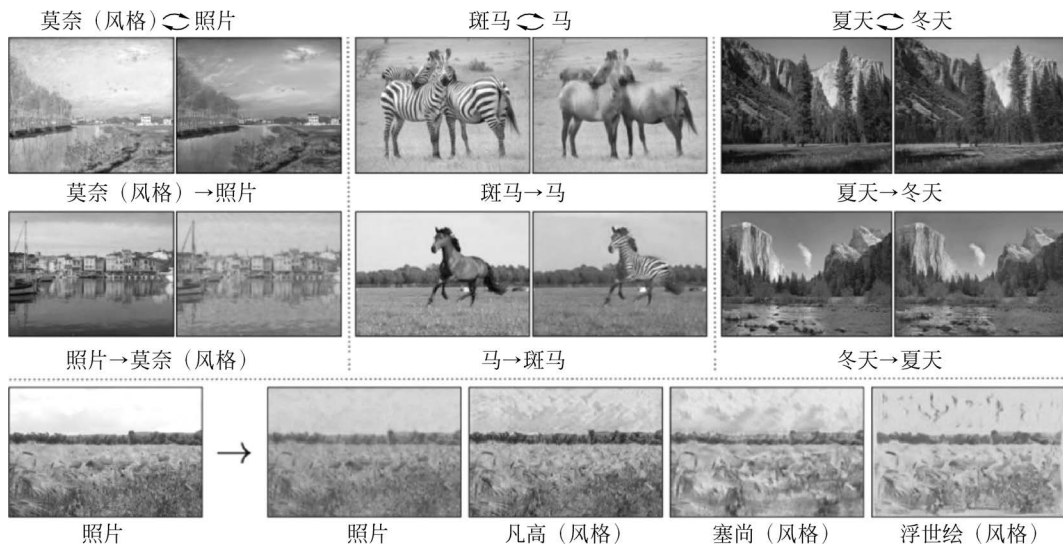 莫奈（风格） 照片
斑马 马
夏天 冬天
莫奈（风格）→照片
斑马→马
夏天→冬天
照片→莫奈（风格）
马→斑马
冬天→夏天
→
照片
照片
凡高（风格）
塞尚（风格）
浮世绘（风格）